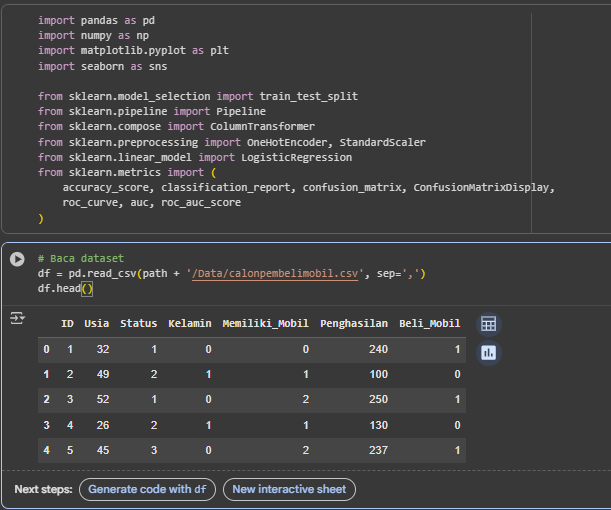 import pandas as pd
import numpy as np
import matplotlib.pyplot as plt
import seaborn as sns
from sklearn.model_selection import train_test_split
from sklearn.pipeline import Pipeline
from sklearn.compose import ColumnTransformer
from sklearn.preprocessing import OneHotEncoder, StandardScaler
from sklearn.linear_model import LogisticRegression
from sklearn.metrics import (
    accuracy_score, classification_report, confusion_matrix, ConfusionMatrixDisplay,
    roc_curve, auc, roc_auc_score
)
# Baca dataset
df = pd.read_csv(path + '/Data/calonpembelimobil.csv', sep=',')
df.head()
ID Usia Status Kelamin Memiliki_Mobil Penghasilan Beli_Mobil
0 1 32 1 0 0 240 1
1 2 49 2 1 1 100 0
2 3 52 1 0 2 250 1
3 4 26 2 1 1 130 0
4 5 45 3 0 2 237 1
Next steps: Generate code with df New interactive sheet